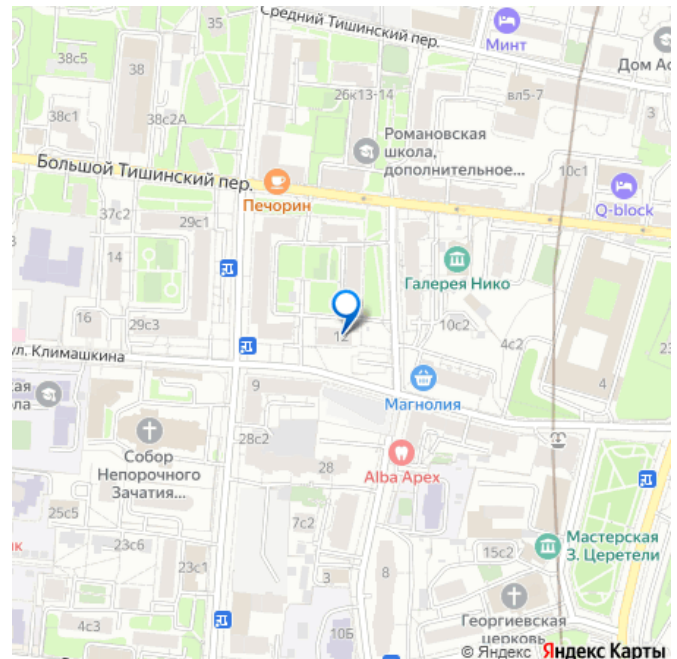 Средний Тишинский пер.
Минт
38с5
38
Дом Ас
38с1
38с2А
26к13-14
вл5-7
3
Романовская
школа,
дополнительное...
Большой Тишинский пер.
10с1
Печорин
Q-block
37с2
29с1
14
Галерея Нико
16
29с3
12
10с2
4с2
ул. Климашкина
4
9
Магнолия
ая
ла
28с2
Собор
Непорочного
Зачатия...
28
Alba Apex
25с5
7с2
Мастерская
З. Церетели
23с6
15с2
23с1
3
8
4с3
10Б
Георгиевская
церковь
© Яндекс Яндекс Карты